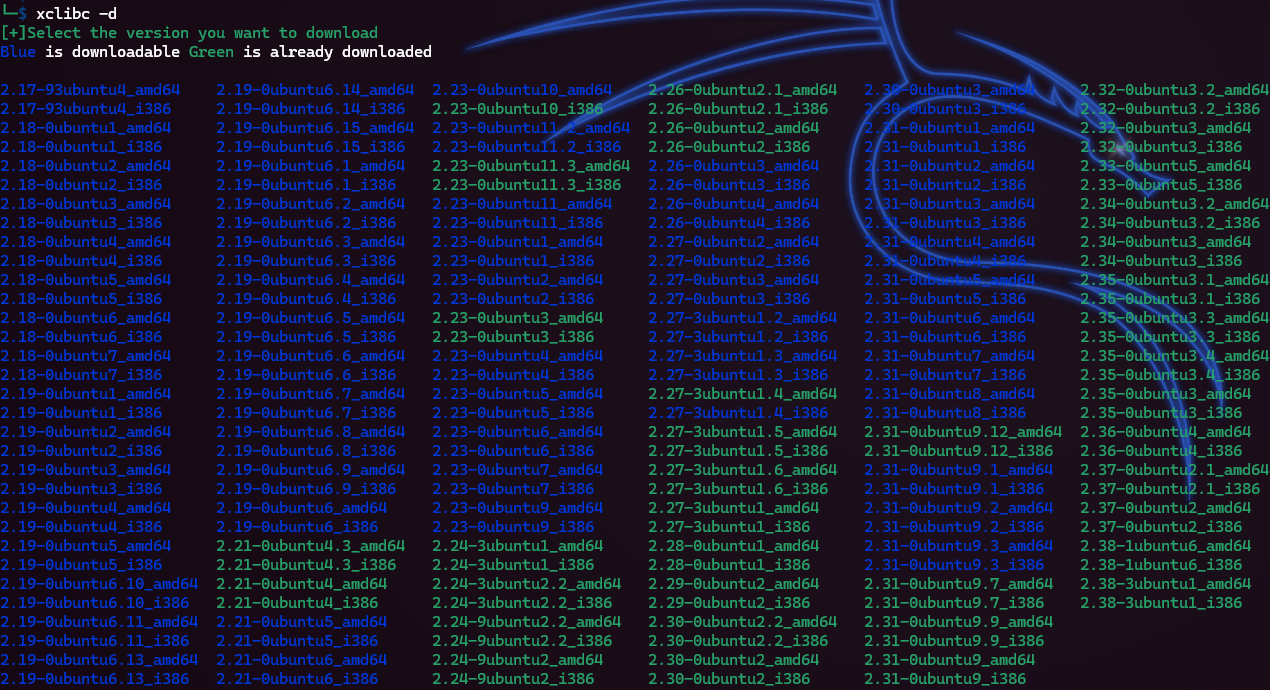 └─$ xclibc -d
[+]Select the version you want to download
Blue is downloadable Green is already downloaded
2.17-93ubuntu4_amd64 2.19-0ubuntu6.14_amd64 2.23-0ubuntu10_amd64 2.26-0ubuntu2.1_amd64 2.30-0ubuntu3_amd64 2.32-0ubuntu3.2_amd64
2.17-93ubuntu4_i386 2.19-0ubuntu6.14_i386 2.23-0ubuntu10_i386 2.26-0ubuntu2.1_i386 2.30-0ubuntu3_i386 2.32-0ubuntu3.2_i386
2.18-0ubuntu1_amd64 2.19-0ubuntu6.15_amd64 2.23-0ubuntu11.2_amd64 2.26-0ubuntu2_amd64 2.31-0ubuntu1_amd64 2.32-0ubuntu3_amd64
2.18-0ubuntu1_i386 2.19-0ubuntu6.15_i386 2.23-0ubuntu11.2_i386 2.26-0ubuntu2_i386 2.31-0ubuntu1_i386 2.32-0ubuntu3_i386
2.18-0ubuntu2_amd64 2.19-0ubuntu6.1_amd64 2.23-0ubuntu11.3_amd64 2.26-0ubuntu3_amd64 2.31-0ubuntu2_amd64 2.33-0ubuntu5_amd64
2.18-0ubuntu2_i386 2.19-0ubuntu6.1_i386 2.23-0ubuntu11.3_i386 2.26-0ubuntu3_i386 2.31-0ubuntu2_i386 2.33-0ubuntu5_i386
2.18-0ubuntu3_amd64 2.19-0ubuntu6.2_amd64 2.23-0ubuntu11_amd64 2.26-0ubuntu4_amd64 2.31-0ubuntu3_amd64 2.34-0ubuntu3.2_amd64
2.18-0ubuntu3_i386 2.19-0ubuntu6.2_i386 2.23-0ubuntu11_i386 2.26-0ubuntu4_i386 2.31-0ubuntu3_i386 2.34-0ubuntu3.2_i386
2.18-0ubuntu4_amd64 2.19-0ubuntu6.3_amd64 2.23-0ubuntu1_amd64 2.27-0ubuntu2_amd64 2.31-0ubuntu4_amd64 2.34-0ubuntu3_amd64
2.18-0ubuntu4_i386 2.19-0ubuntu6.3_i386 2.23-0ubuntu1_i386 2.27-0ubuntu2_i386 2.31-0ubuntu4_i386 2.34-0ubuntu3_i386
2.18-0ubuntu5_amd64 2.19-0ubuntu6.4_amd64 2.23-0ubuntu2_amd64 2.27-0ubuntu3_amd64 2.31-0ubuntu5_amd64 2.35-0ubuntu3.1_amd64
2.18-0ubuntu5_i386 2.19-0ubuntu6.4_i386 2.23-0ubuntu2_i386 2.27-0ubuntu3_i386 2.31-0ubuntu5_i386 2.35-0ubuntu3.1_i386
2.18-0ubuntu6_amd64 2.19-0ubuntu6.5_amd64 2.23-0ubuntu3_amd64 2.27-3ubuntu1.2_amd64 2.31-0ubuntu6_amd64 2.35-0ubuntu3.3_amd64
2.18-0ubuntu6_i386 2.19-0ubuntu6.5_i386 2.23-0ubuntu3_i386 2.27-3ubuntu1.2_i386 2.31-0ubuntu6_i386 2.35-0ubuntu3.3_i386
2.18-0ubuntu7_amd64 2.19-0ubuntu6.6_amd64 2.23-0ubuntu4_amd64 2.27-3ubuntu1.3_amd64 2.31-0ubuntu7_amd64 2.35-0ubuntu3.4_amd64
2.18-0ubuntu7_i386 2.19-0ubuntu6.6_i386 2.23-0ubuntu4_i386 2.27-3ubuntu1.3_i386 2.31-0ubuntu7_i386 2.35-0ubuntu3.4_i386
2.19-0ubuntu1_amd64 2.19-0ubuntu6.7_amd64 2.23-0ubuntu5_amd64 2.27-3ubuntu1.4_amd64 2.31-0ubuntu8_amd64 2.35-0ubuntu3_amd64
2.19-0ubuntu1_i386 2.19-0ubuntu6.7_i386 2.23-0ubuntu5_i386 2.27-3ubuntu1.4_i386 2.31-0ubuntu8_i386 2.35-0ubuntu3_i386
2.19-0ubuntu2_amd64 2.19-0ubuntu6.8_amd64 2.23-0ubuntu6_amd64 2.27-3ubuntu1.5_amd64 2.31-0ubuntu9.12_amd64 2.36-0ubuntu4_amd64
2.19-0ubuntu2_i386 2.19-0ubuntu6.8_i386 2.23-0ubuntu6_i386 2.27-3ubuntu1.5_i386 2.31-0ubuntu9.12_i386 2.36-0ubuntu4_i386
2.19-0ubuntu3_amd64 2.19-0ubuntu6.9_amd64 2.23-0ubuntu7_amd64 2.27-3ubuntu1.6_amd64 2.31-0ubuntu9.1_amd64 2.37-0ubuntu2.1_amd64
2.19-0ubuntu3_i386 2.19-0ubuntu6.9_i386 2.23-0ubuntu7_i386 2.27-3ubuntu1.6_i386 2.31-0ubuntu9.1_i386 2.37-0ubuntu2.1_i386
2.19-0ubuntu4_amd64 2.19-0ubuntu6_amd64 2.23-0ubuntu9_amd64 2.27-3ubuntu1_amd64 2.31-0ubuntu9.2_amd64 2.37-0ubuntu2_amd64
2.19-0ubuntu4_i386 2.19-0ubuntu6_i386 2.23-0ubuntu9_i386 2.27-3ubuntu1_i386 2.31-0ubuntu9.2_i386 2.37-0ubuntu2_i386
2.19-0ubuntu5_amd64 2.21-0ubuntu4.3_amd64 2.24-3ubuntu1_amd64 2.28-0ubuntu1_amd64 2.31-0ubuntu9.3_amd64 2.38-1ubuntu6_amd64
2.19-0ubuntu5_i386 2.21-0ubuntu4.3_i386 2.24-3ubuntu1_i386 2.28-0ubuntu1_i386 2.31-0ubuntu9.3_i386 2.38-1ubuntu6_i386
2.19-0ubuntu6.10_amd64 2.21-0ubuntu4_amd64 2.24-3ubuntu2.2_amd64 2.29-0ubuntu2_amd64 2.31-0ubuntu9.7_amd64 2.38-3ubuntu1_amd64
2.19-0ubuntu6.10_i386 2.21-0ubuntu4_i386 2.24-3ubuntu2.2_i386 2.29-0ubuntu2_i386 2.31-0ubuntu9.7_i386 2.38-3ubuntu1_i386
2.19-0ubuntu6.11_amd64 2.21-0ubuntu5_amd64 2.24-9ubuntu2.2_amd64 2.30-0ubuntu2.2_amd64 2.31-0ubuntu9.9_amd64
2.19-0ubuntu6.11_i386 2.21-0ubuntu5_i386 2.24-9ubuntu2.2_i386 2.30-0ubuntu2.2_i386 2.31-0ubuntu9.9_i386
2.19-0ubuntu6.13_amd64 2.21-0ubuntu6_amd64 2.24-9ubuntu2_amd64 2.30-0ubuntu2_amd64 2.31-0ubuntu9_amd64
2.19-0ubuntu6.13_i386 2.21-0ubuntu6_i386 2.24-9ubuntu2_i386 2.30-0ubuntu2_i386 2.31-0ubuntu9_i386